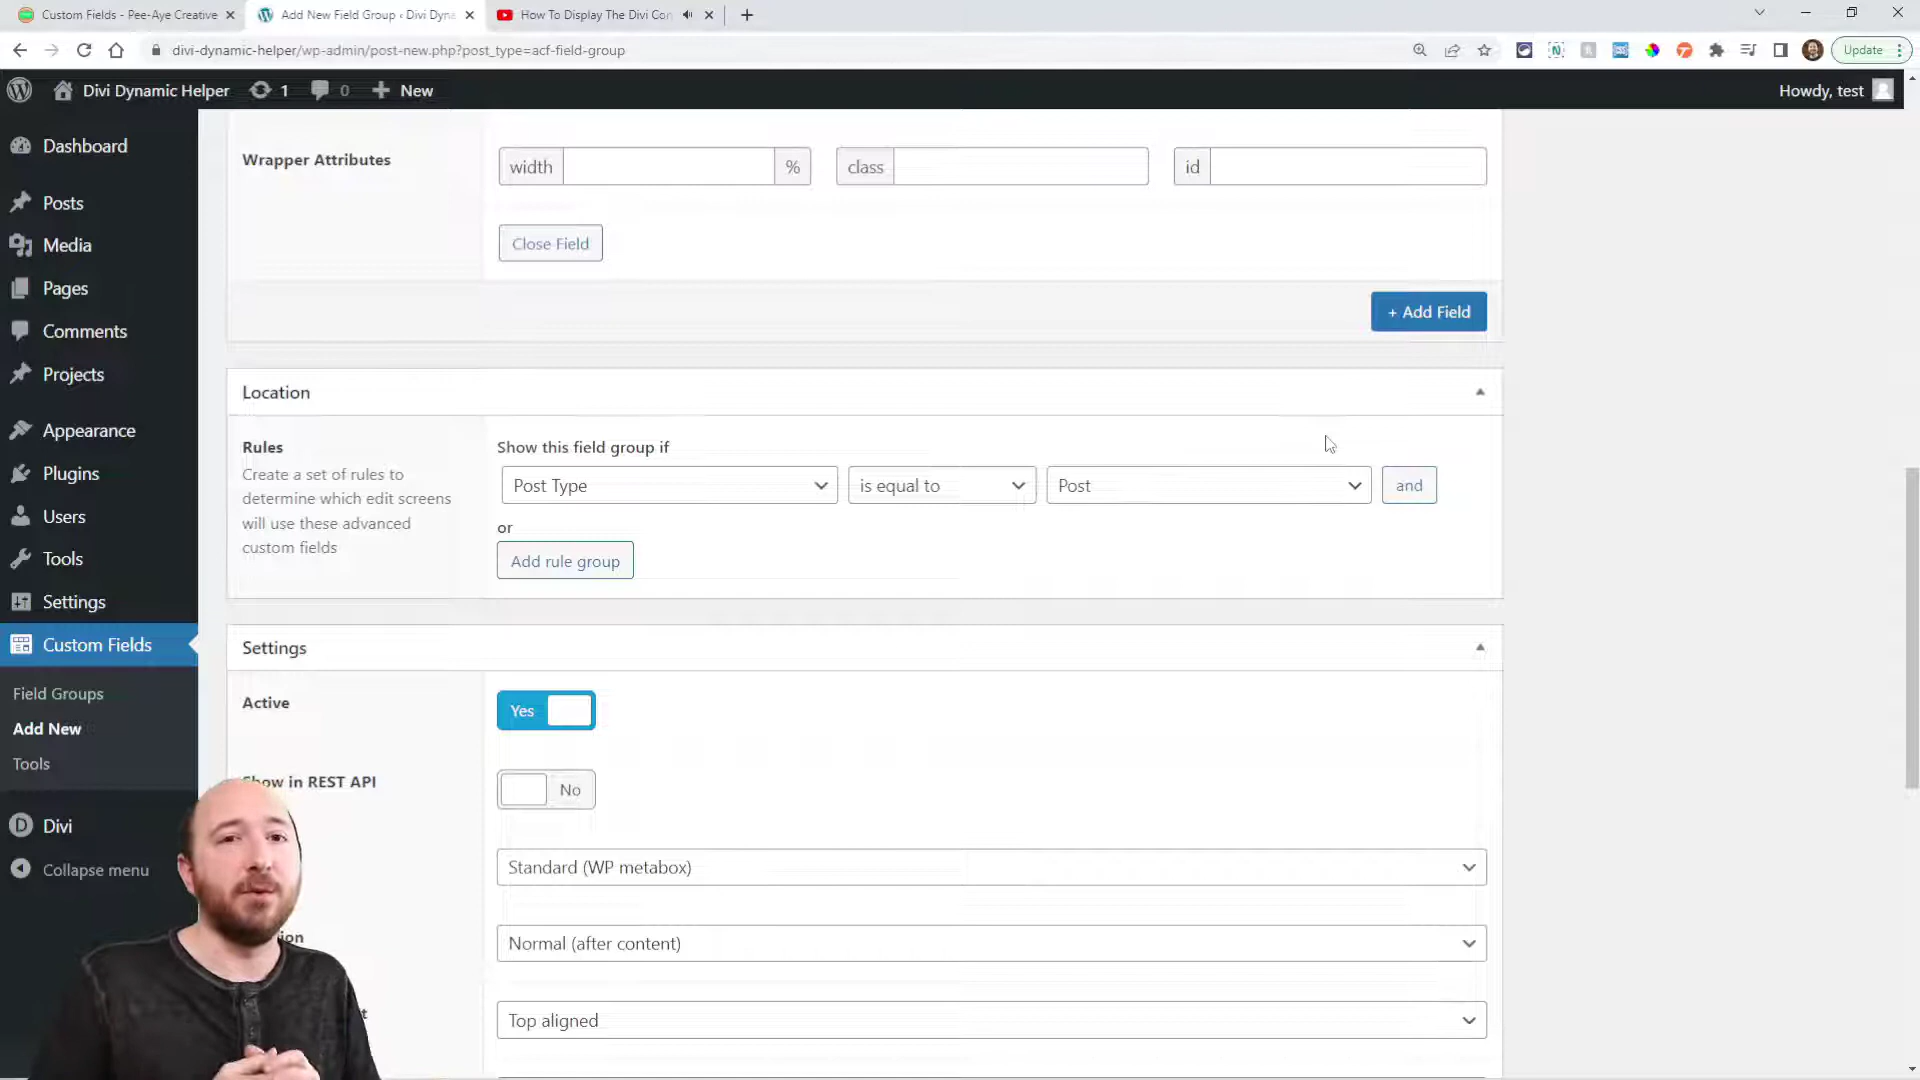 Custom Fields - Pee-Aye Creative
Add New Field Group ‹ Divi Dyna
How To Display The Divi Con
divi-dynamic-helper/wp-admin/post-new.php?post_type=acf-field-group
Update
Divi Dynamic Helper
1
0
New
Howdy, test
Dashboard
Posts
Media
Pages
Comments
Projects
Appearance
Plugins
Users
Tools
Settings
Custom Fields
Field Groups
Add New
Tools
Divi
Collapse menu
Wrapper Attributes
width
%
class
id
Close Field
+ Add Field
Location
Rules
Create a set of rules to
determine which edit screens
will use these advanced
custom fields
Show this field group if
Post Type
is equal to
Post
and
or
Add rule group
Settings
Active
Yes
Show in REST API
No
Standard (WP metabox)
Normal (after content)
Top aligned